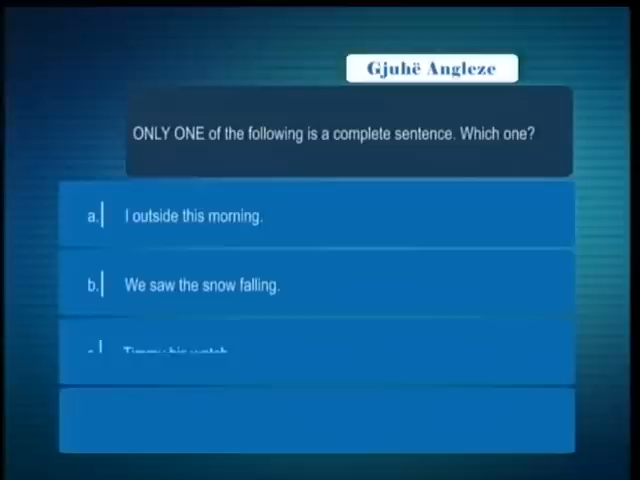 Gjuhë Angleze
ONLY ONE of the following is a complete sentence. Which one?
a. I outside this morning.
b. We saw the snow falling.